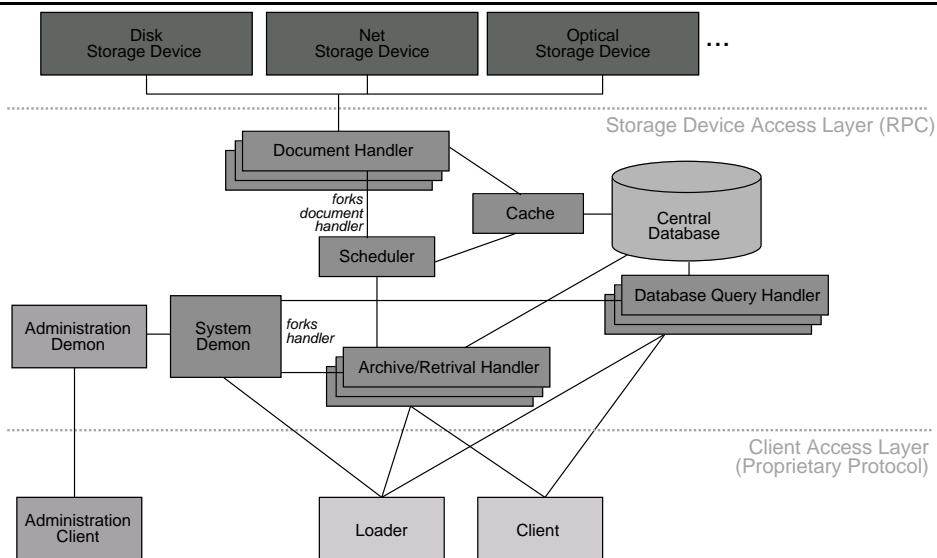 Disk
Storage Device
Net
Storage Device
Optical
Storage Device
...
Storage Device Access Layer (RPC)
Document Handler
forks
document
handler
Cache
Central
Database
Scheduler
Database Query Handler
Administration
Demon
System
Demon
forks
handler
Archive/Retrival Handler
Client Access Layer
(Proprietary Protocol)
Administration
Client
Loader
Client